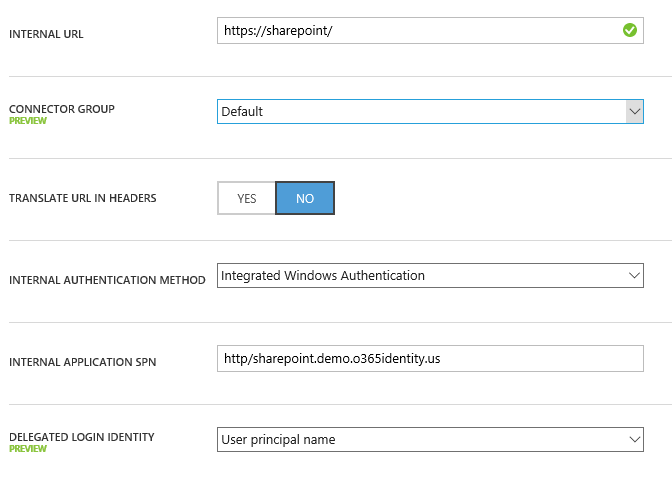 INTERNAL URL
https://sharepoint/
CONNECTOR GROUP
PREVIEW
Default
TRANSLATE URL IN HEADERS
YES
NO
INTERNAL AUTHENTICATION METHOD
Integrated Windows Authentication
INTERNAL APPLICATION SPN
http/sharepoint.demo.o365identity.us
DELEGATED LOGIN IDENTITY
PREVIEW
User principal name